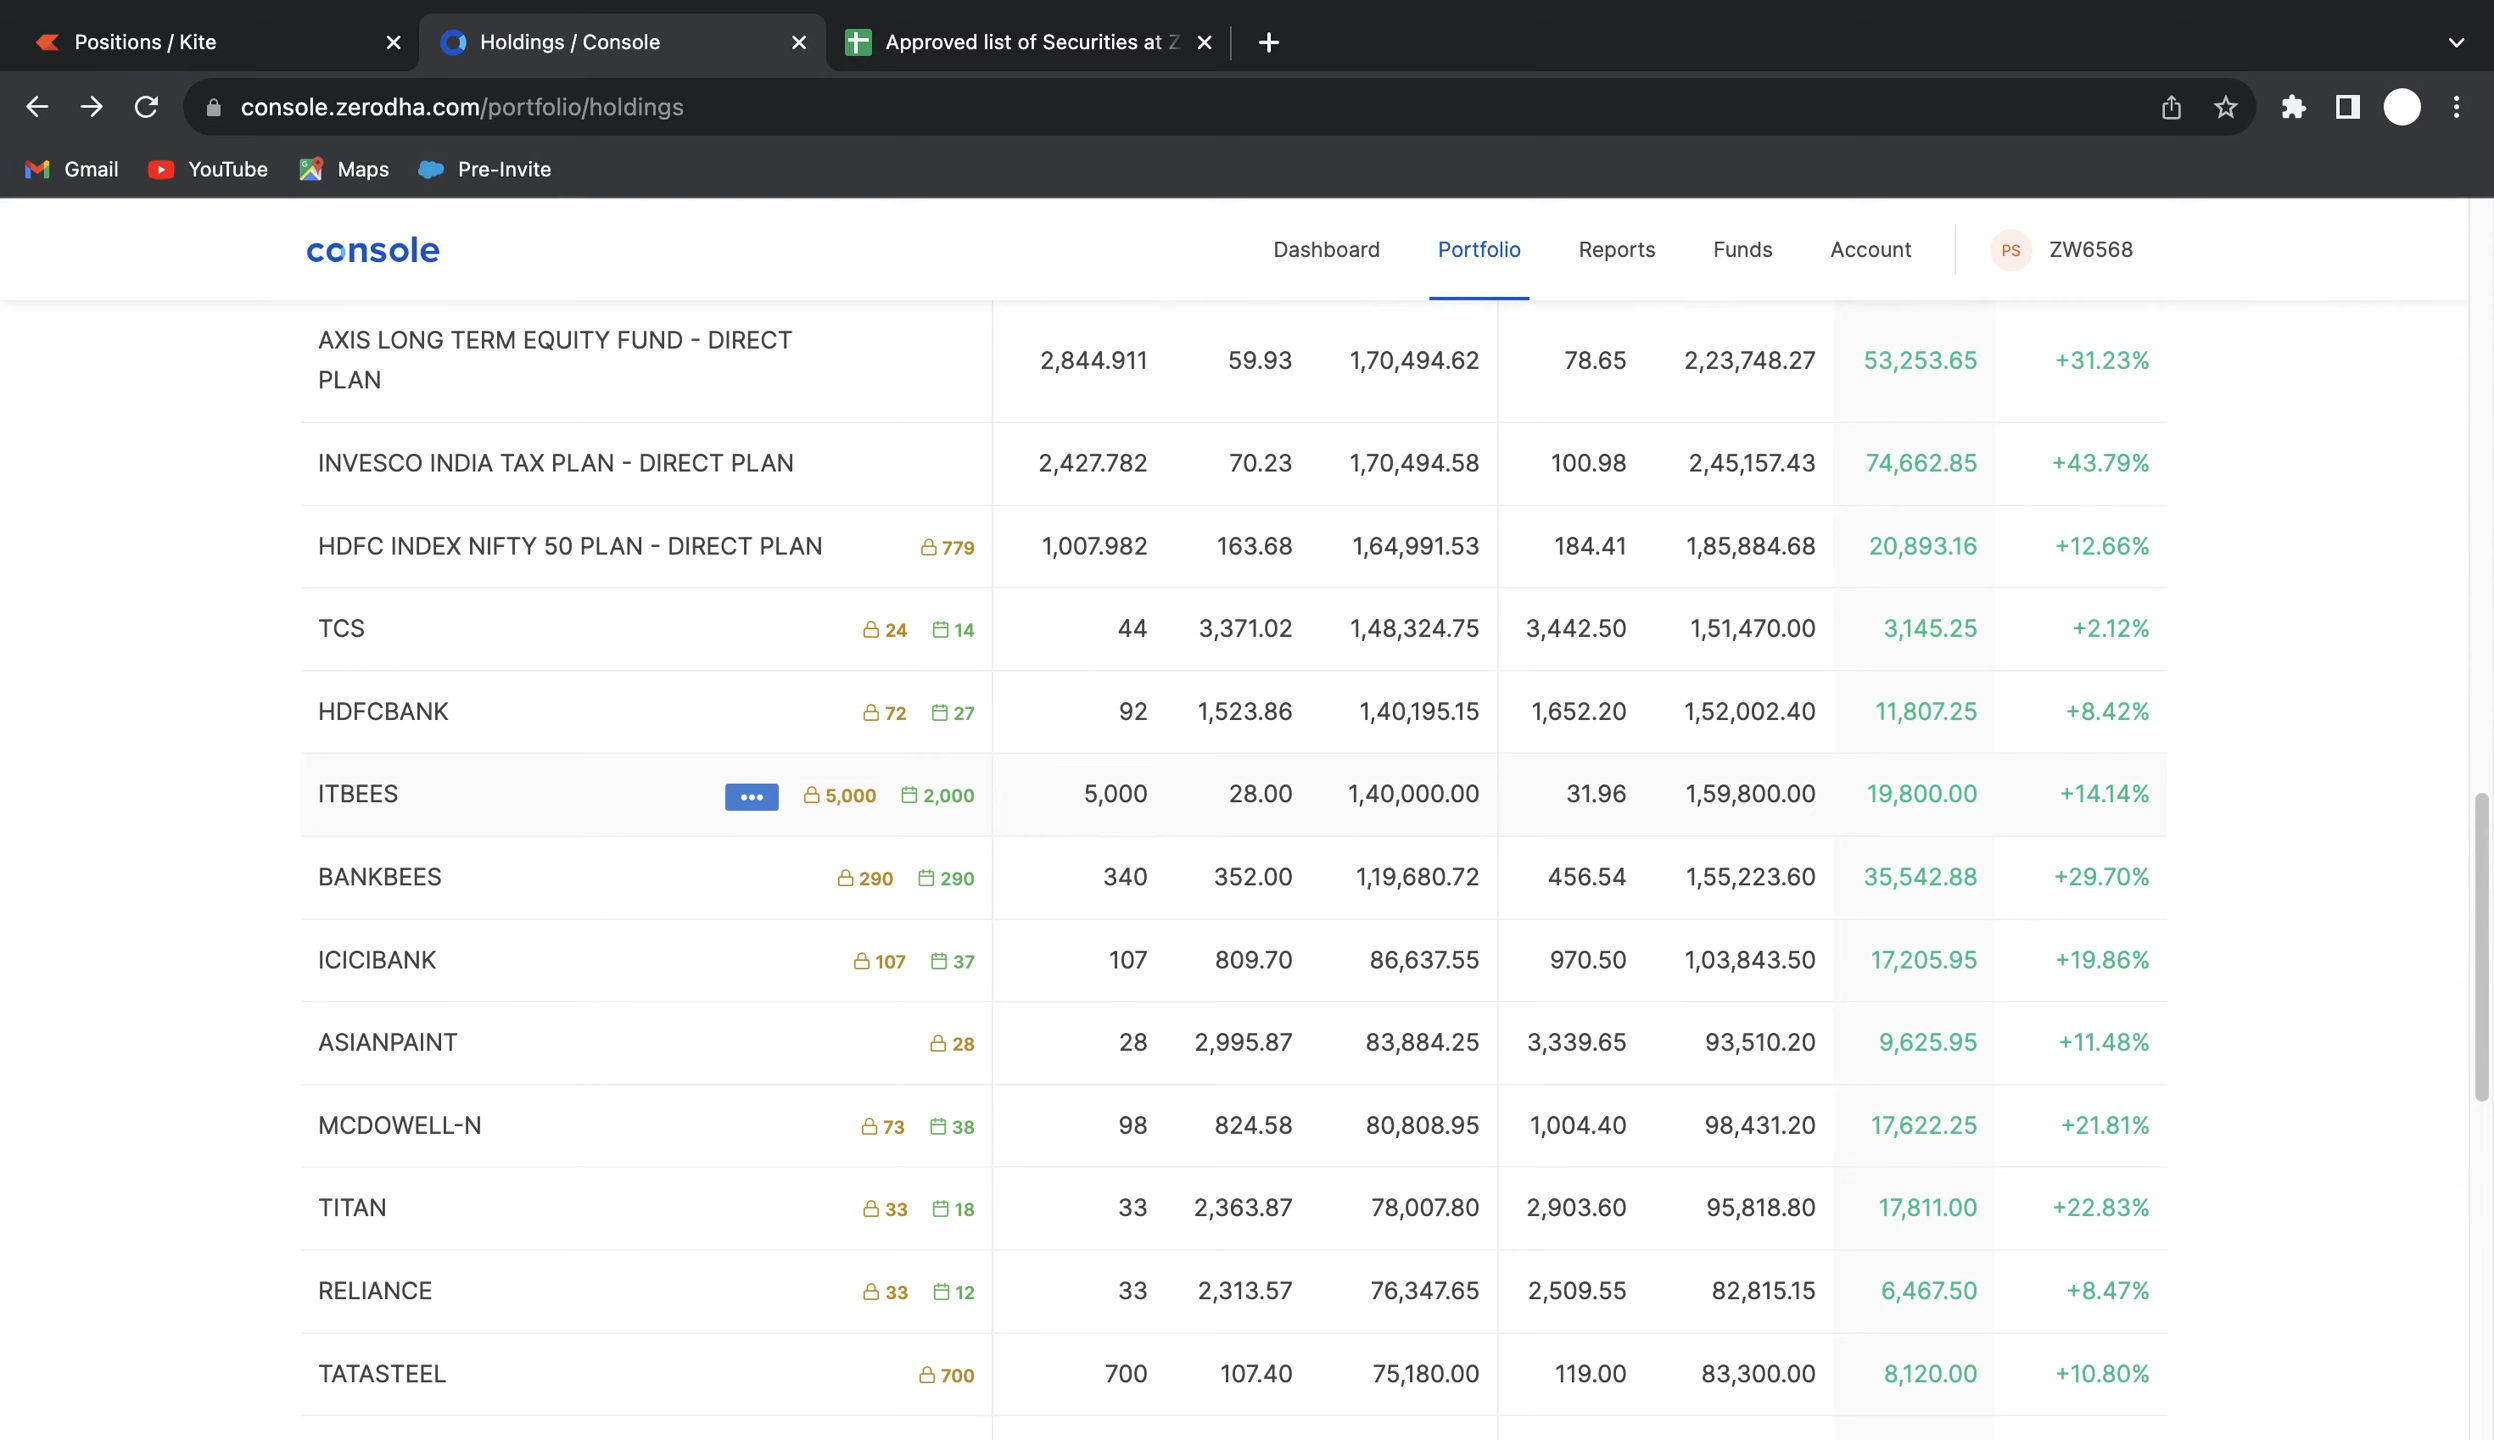 Positions / Kite
Holdings / Console
Approved list of Securities at Z
console.zerodha.com/portfolio/holdings
Gmail YouTube Maps Pre-Invite
console Dashboard Portfolio Reports Funds Account PS ZW6568
AXIS LONG TERM EQUITY FUND - DIRECT
PLAN
2,844.911 59.93 1,70,494.62 78.65 2,23,748.27 53,253.65 +31.23%
INVESCO INDIA TAX PLAN - DIRECT PLAN 2,427.782 70.23 1,70,494.58 100.98 2,45,157.43 74,662.85 +43.79%
HDFC INDEX NIFTY 50 PLAN - DIRECT PLAN 779 1,007.982 163.68 1,64,991.53 184.41 1,85,884.68 20,893.16 +12.66%
TCS 24 14 44 3,371.02 1,48,324.75 3,442.50 1,51,470.00 3,145.25 +2.12%
HDFCBANK 72 27 92 1,523.86 1,40,195.15 1,652.20 1,52,002.40 11,807.25 +8.42%
ITBEES 5,000 2,000 5,000 28.00 1,40,000.00 31.96 1,59,800.00 19,800.00 +14.14%
BANKBEES 290 290 340 352.00 1,19,680.72 456.54 1,55,223.60 35,542.88 +29.70%
ICICIBANK 107 37 107 809.70 86,637.55 970.50 1,03,843.50 17,205.95 +19.86%
ASIANPAINT 28 28 2,995.87 83,884.25 3,339.65 93,510.20 9,625.95 +11.48%
MCDOWELL-N 73 38 98 824.58 80,808.95 1,004.40 98,431.20 17,622.25 +21.81%
TITAN 33 18 33 2,363.87 78,007.80 2,903.60 95,818.80 17,811.00 +22.83%
RELIANCE 33 12 33 2,313.57 76,347.65 2,509.55 82,815.15 6,467.50 +8.47%
TATASTEEL 700 700 107.40 75,180.00 119.00 83,300.00 8,120.00 +10.80%